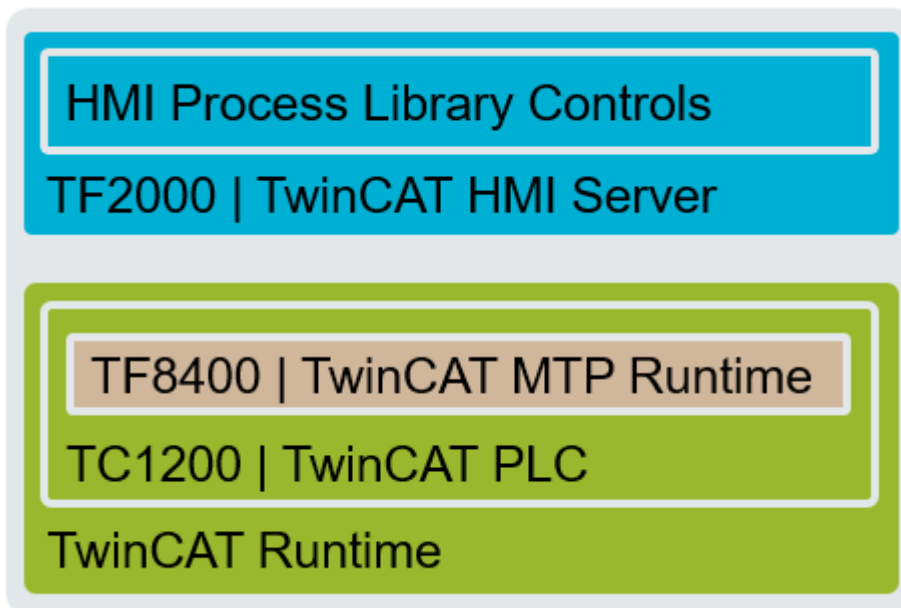 HMI Process Library Controls
TF2000 | TwinCAT HMI Server
TF8400 | TwinCAT MTP Runtime
TC1200 | TwinCAT PLC
TwinCAT Runtime